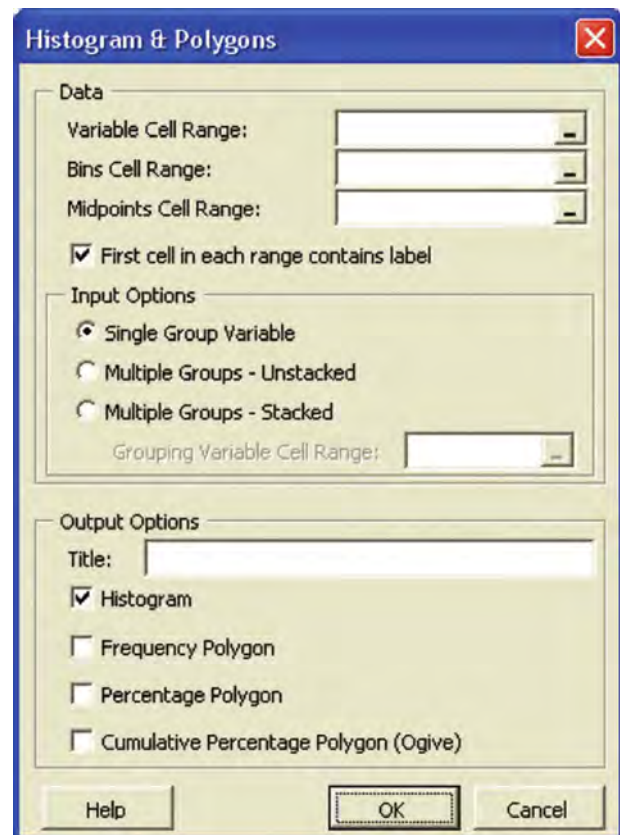 Histogram & Polygons
Data
Variable Cell Range:
Bins Cell Range:
Midpoints Cell Range:
First cell in each range contains label
Input Options
Single Group Variable
Multiple Groups - Unstacked
Multiple Groups - Stacked
Grouping Variable Cell Range:
Output Options
Title:
Histogram
Frequency Polygon
Percentage Polygon
Cumulative Percentage Polygon (Ogive)
Help OK Cancel